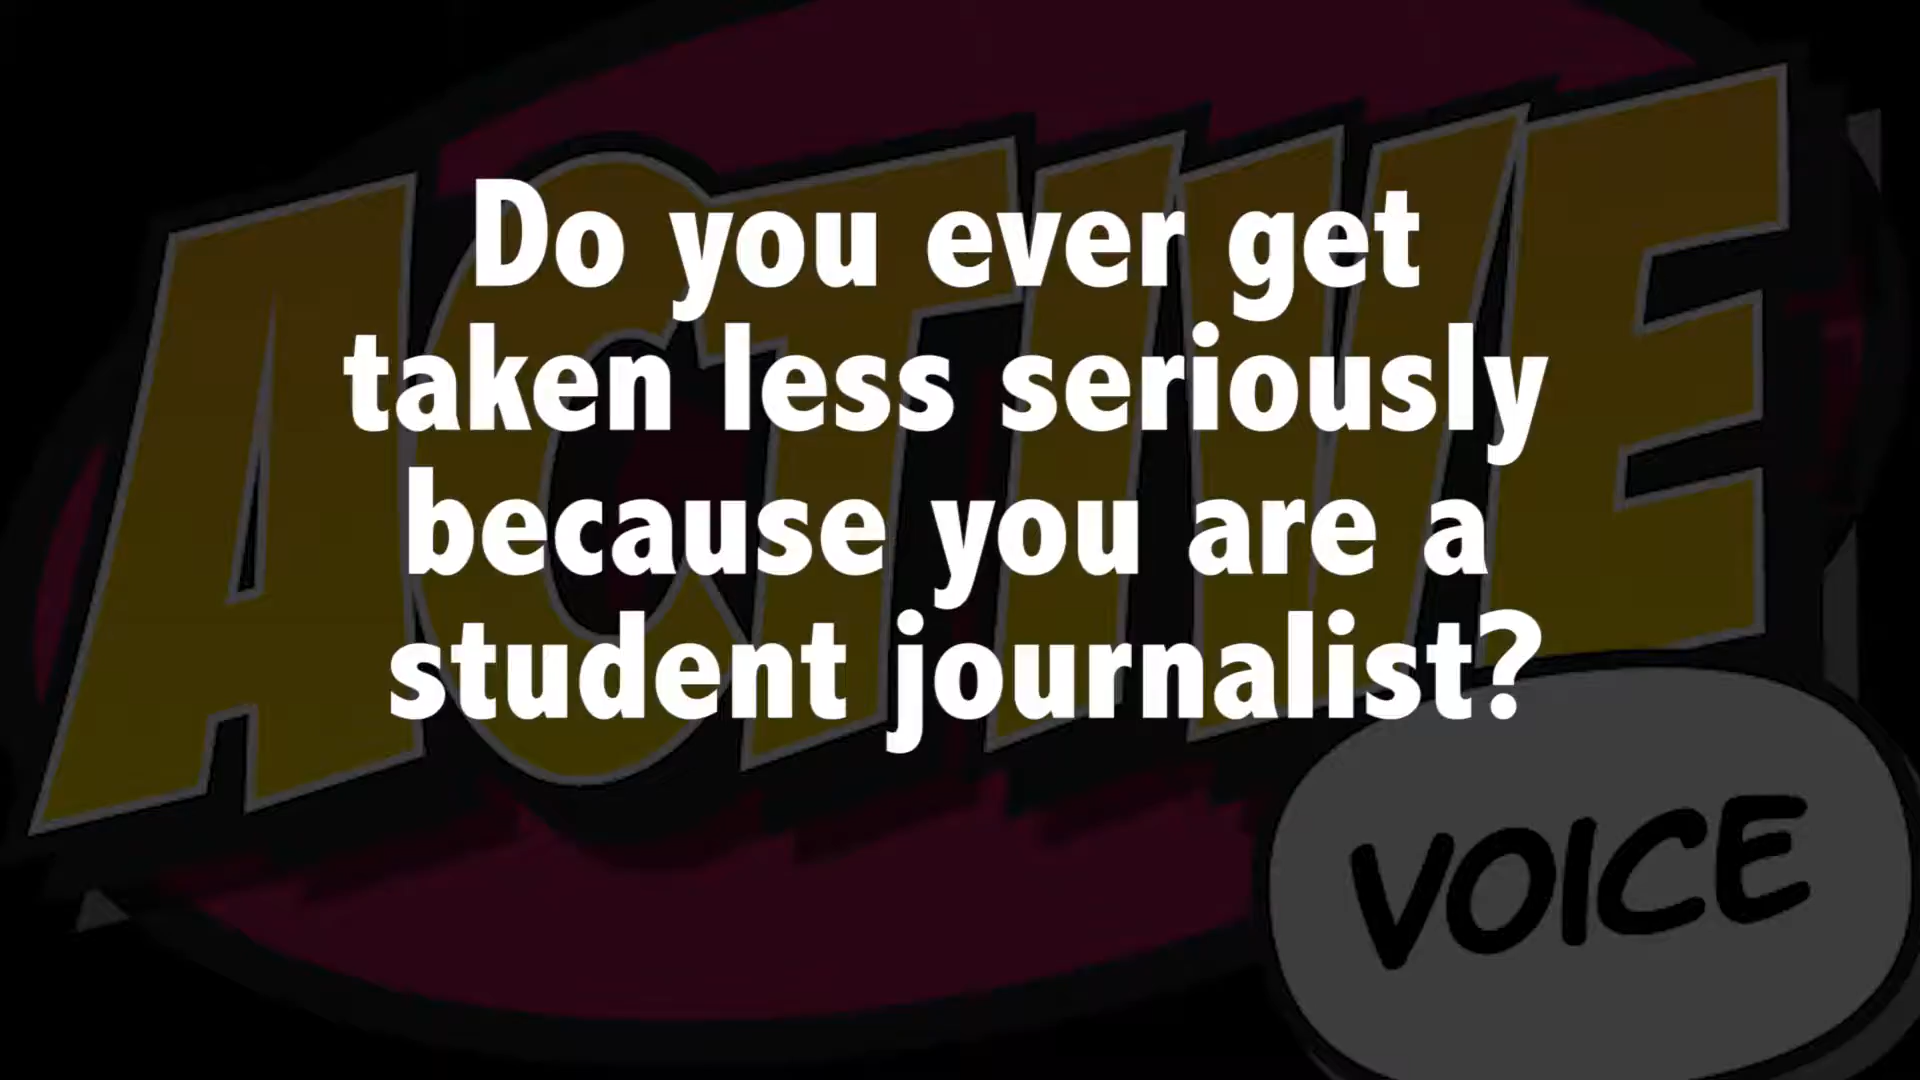 Do you ever get
taken less seriously
because you are a
student journalist?
ACTIVE
VOICE